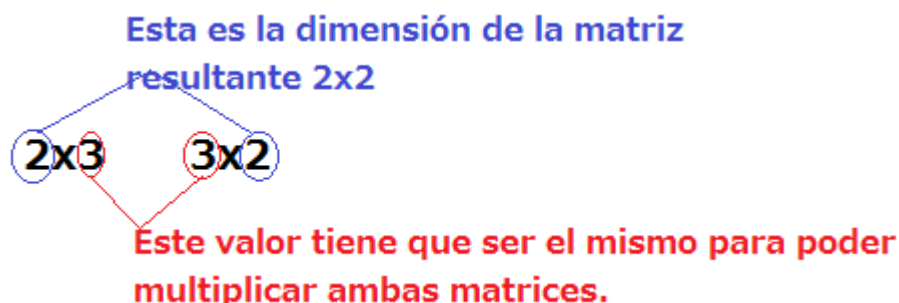 Esta es la dimensión de la matriz
resultante 2x2
2x3 3x2
Este valor tiene que ser el mismo para poder
multiplicar ambas matrices.